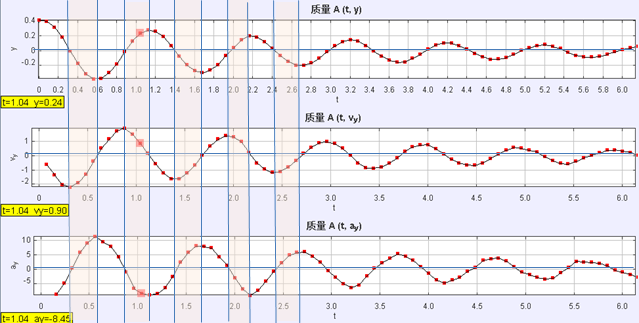 质量 A (t, y)
0.4
0.2
0
-0.2
y
0 0.2 0.4 0.6 0.8 1.0 1.2 1.4 1.6 1.8 2.0 2.2 2.4 2.6 2.8 3.0 3.2 3.4 3.6 3.8 4.0 4.2 4.4 4.6 4.8 5.0 5.2 5.4 5.6 5.8 6.0
t
t=1.04 y=0.24
质量 A (t, vy)
1
0
-1
-2
vy
0 0.5 1.0 1.5 2.0 2.5 3.0 3.5 4.0 4.5 5.0 5.5 6.0
t
t=1.04 vy=0.90
质量 A (t, ay)
10
5
0
-5
ay
0 0.5 1.0 1.5 2.0 2.5 3.0 3.5 4.0 4.5 5.0 5.5 6.0
t
t=1.04 ay=-8.45